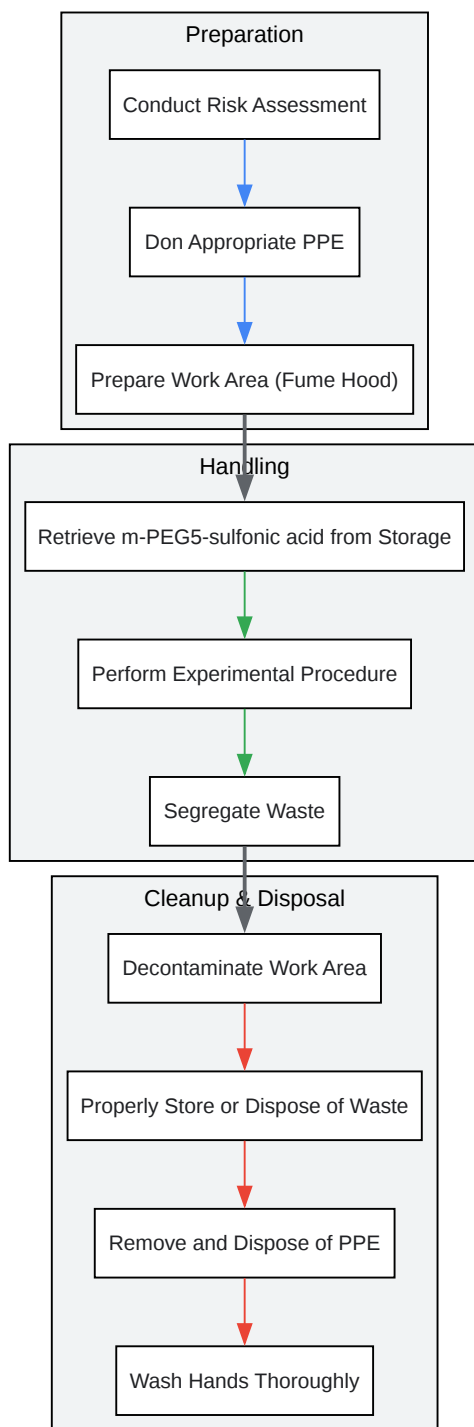 Preparation
Conduct Risk Assessment
Don Appropriate PPE
Prepare Work Area (Fume Hood)
Handling
Retrieve m-PEG5-sulfonic acid from Storage
Perform Experimental Procedure
Segregate Waste
Cleanup & Disposal
Decontaminate Work Area
Properly Store or Dispose of Waste
Remove and Dispose of PPE
Wash Hands Thoroughly